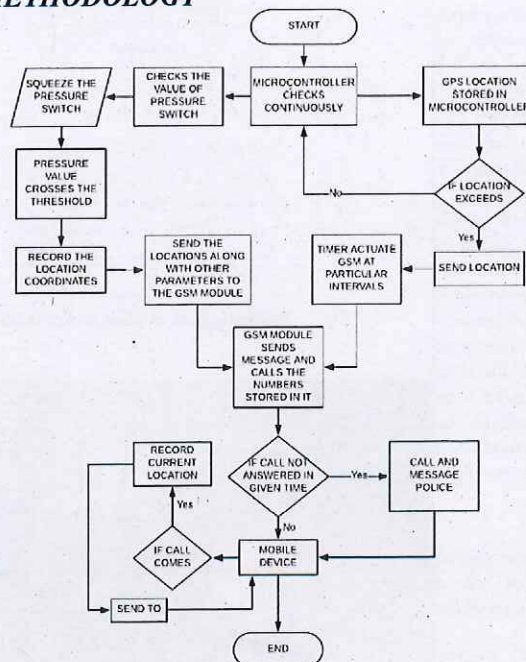 METHODOLOGY
START
SQUEEZE THE
PRESSURE
SWITCH
CHECKS THE
VALUE OF
PRESSURE
SWITCH
MICROCONTROLLER
CHECKS
CONTINUOUSLY
GPS LOCATION
STORED IN
MICROCONTROLLER
PRESSURE
VALUE
CROSSES THE
THRESHOLD
No
IF LOCATION
EXCEEDS
Yes
RECORD THE
LOCATION
COORDINATES
SEND THE
LOCATIONS ALONG
WITH OTHER
PARAMETERS TO
THE GSM MODULE
TIMER ACTUATE
GSM AT
PARTICULAR
INTERVALS
SEND LOCATION
GSM MODULE
SENDS
MESSAGE AND
CALLS THE
NUMBERS
STORED IN IT
RECORD
CURRENT
LOCATION
IF CALL NOT
ANSWERED IN
GIVEN TIME
Yes
CALL AND
MESSAGE
POLICE
Yes
No
IF CALL
COMES
MOBILE
DEVICE
SEND TO
END